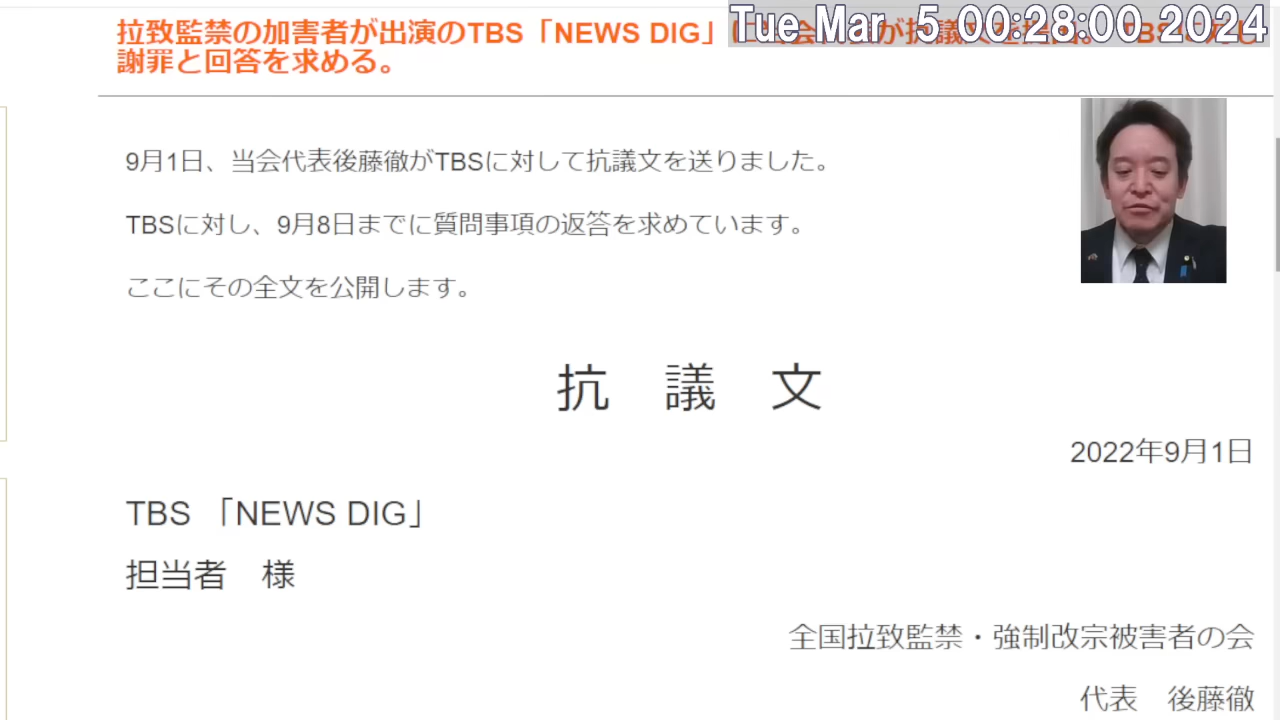 拉致監禁の加害者が出演のTBS「NEWS DIG」
Tue Mar 5 00:28:00 2024
謝罪と回答を求める。
9月1日、当会代表後藤徹がTBSに対して抗議文を送りました。
TBSに対し、9月8日までに質問事項の返答を求めています。
ここにその全文を公開します。
抗 議 文
2022年9月1日
TBS 「NEWS DIG」
担当者 様
全国拉致監禁・強制改宗被害者の会
代表 後藤徹